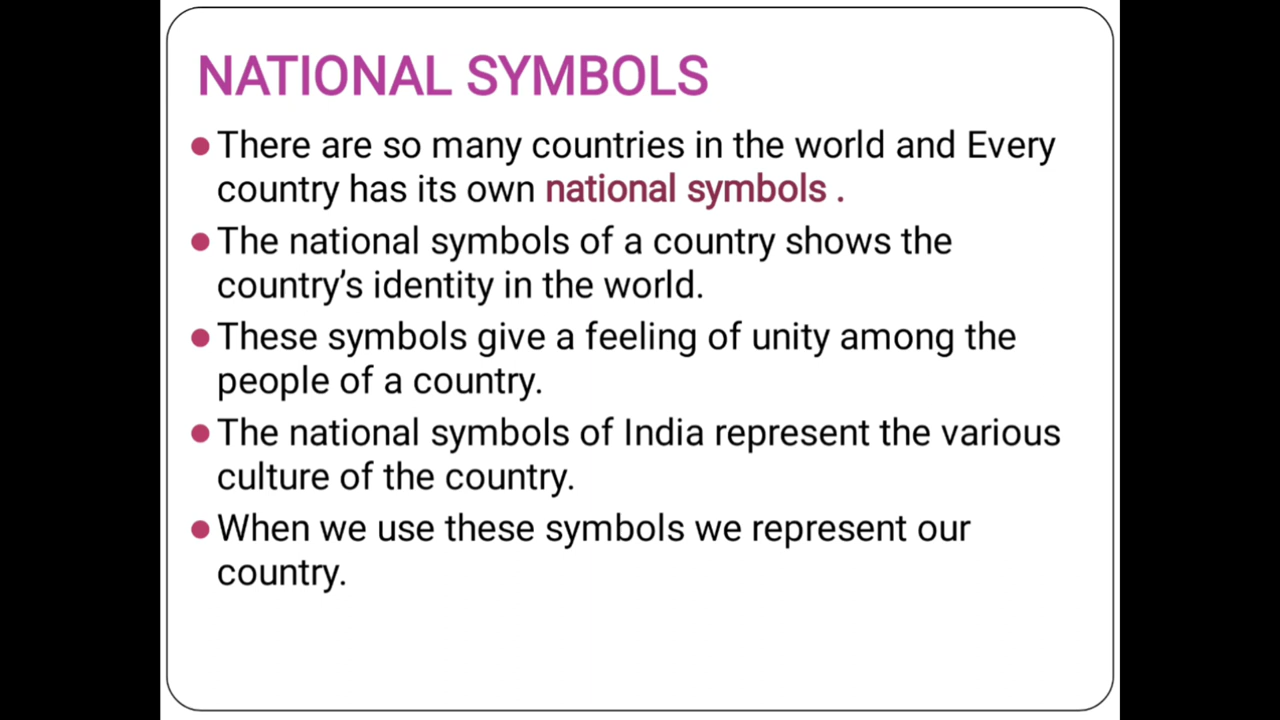 NATIONAL SYMBOLS
There are so many countries in the world and Every
country has its own national symbols .
The national symbols of a country shows the
country’s identity in the world.
These symbols give a feeling of unity among the
people of a country.
The national symbols of India represent the various
culture of the country.
When we use these symbols we represent our
country.